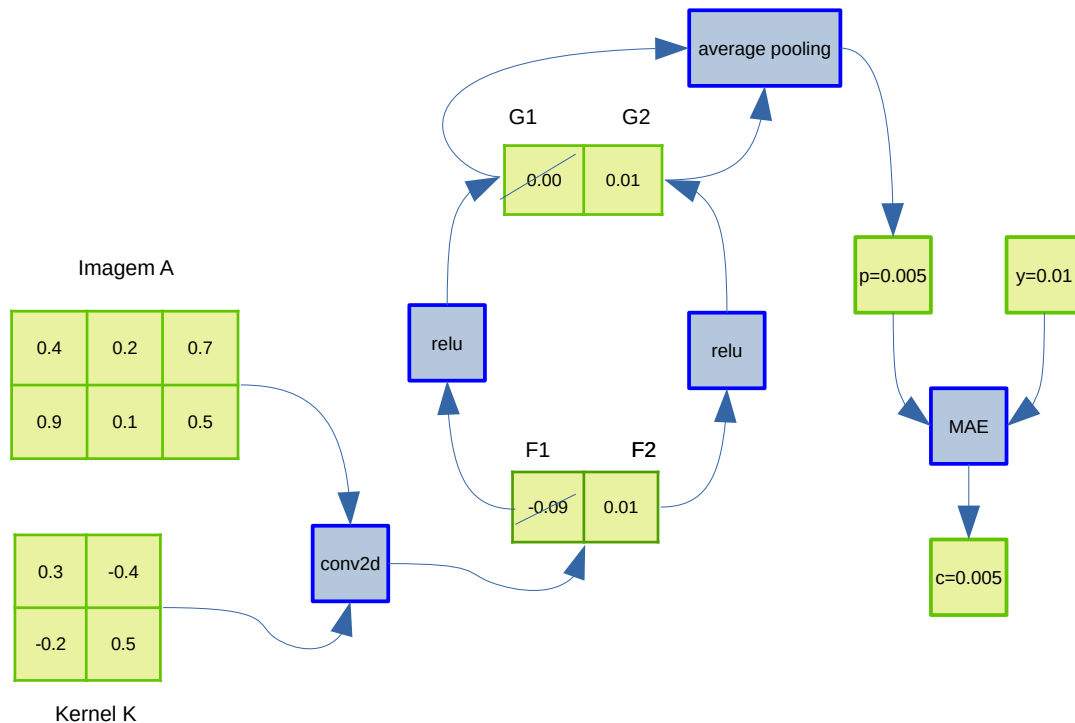 average pooling
G1 G2
0.00 0.01
Imagem A
p=0.005 y=0.01
0.4 0.2 0.7
relu
relu
0.9 0.1 0.5
MAE
F1 F2
-0.09 0.01
conv2d
0.3 -0.4
c=0.005
-0.2 0.5
Kernel K